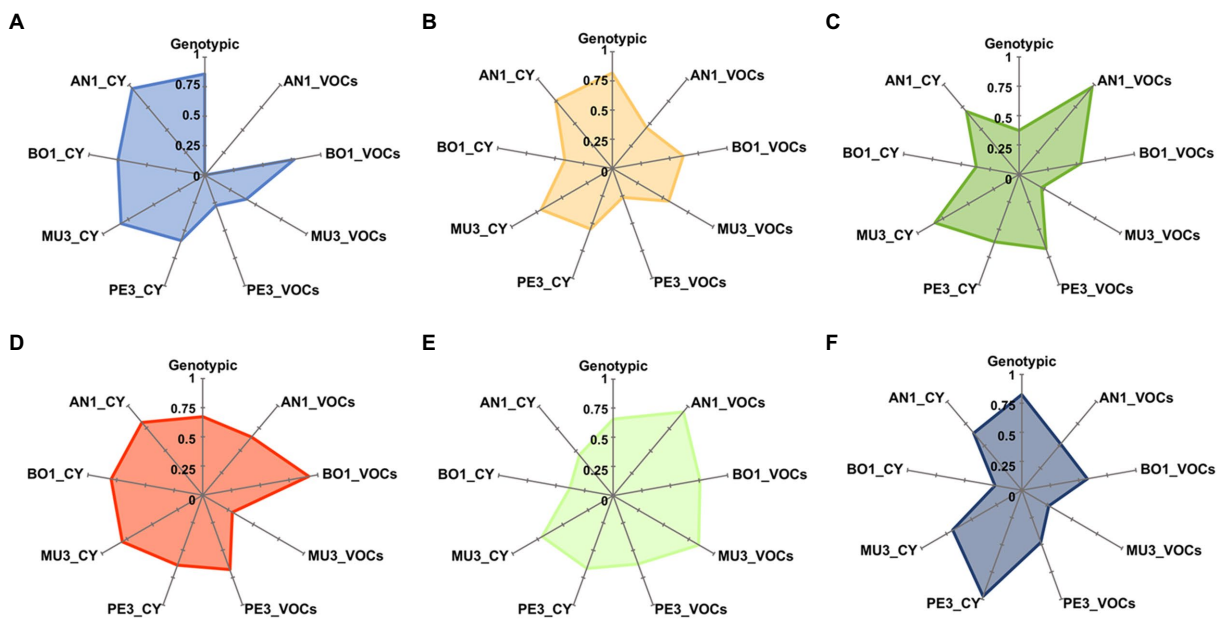 A
Genotypic
1
0.75
0.5
0.25
0
AN1_CY
AN1_VOCs
BO1_CY
BO1_VOCs
MU3_CY
MU3_VOCs
PE3_CY
PE3_VOCs
B
Genotypic
1
0.75
0.5
0.25
0
AN1_CY
AN1_VOCs
BO1_CY
BO1_VOCs
MU3_CY
MU3_VOCs
PE3_CY
PE3_VOCs
C
Genotypic
1
0.75
0.5
0.25
0
AN1_CY
AN1_VOCs
BO1_CY
BO1_VOCs
MU3_CY
MU3_VOCs
PE3_CY
PE3_VOCs
D
Genotypic
1
0.75
0.5
0.25
0
AN1_CY
AN1_VOCs
BO1_CY
BO1_VOCs
MU3_CY
MU3_VOCs
PE3_CY
PE3_VOCs
E
Genotypic
1
0.75
0.5
0.25
0
AN1_CY
AN1_VOCs
BO1_CY
BO1_VOCs
MU3_CY
MU3_VOCs
PE3_CY
PE3_VOCs
F
Genotypic
1
0.75
0.5
0.25
0
AN1_CY
AN1_VOCs
BO1_CY
BO1_VOCs
MU3_CY
MU3_VOCs
PE3_CY
PE3_VOCs